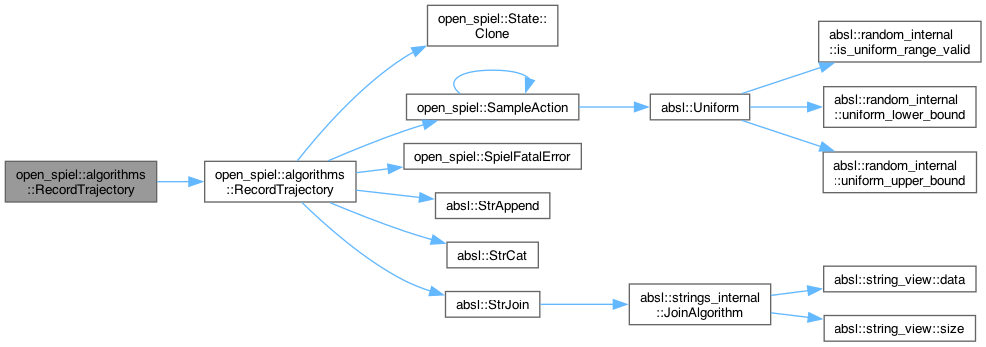 open_spiel::algorithms
::RecordTrajectory
open_spiel::algorithms
::RecordTrajectory
open_spiel::State::
Clone
open_spiel::SampleAction
open_spiel::SpielFatalError
absl::StrAppend
absl::StrCat
absl::StrJoin
absl::Uniform
absl::strings_internal
::JoinAlgorithm
absl::random_internal
::is_uniform_range_valid
absl::random_internal
::uniform_lower_bound
absl::random_internal
::uniform_upper_bound
absl::string_view::data
absl::string_view::size